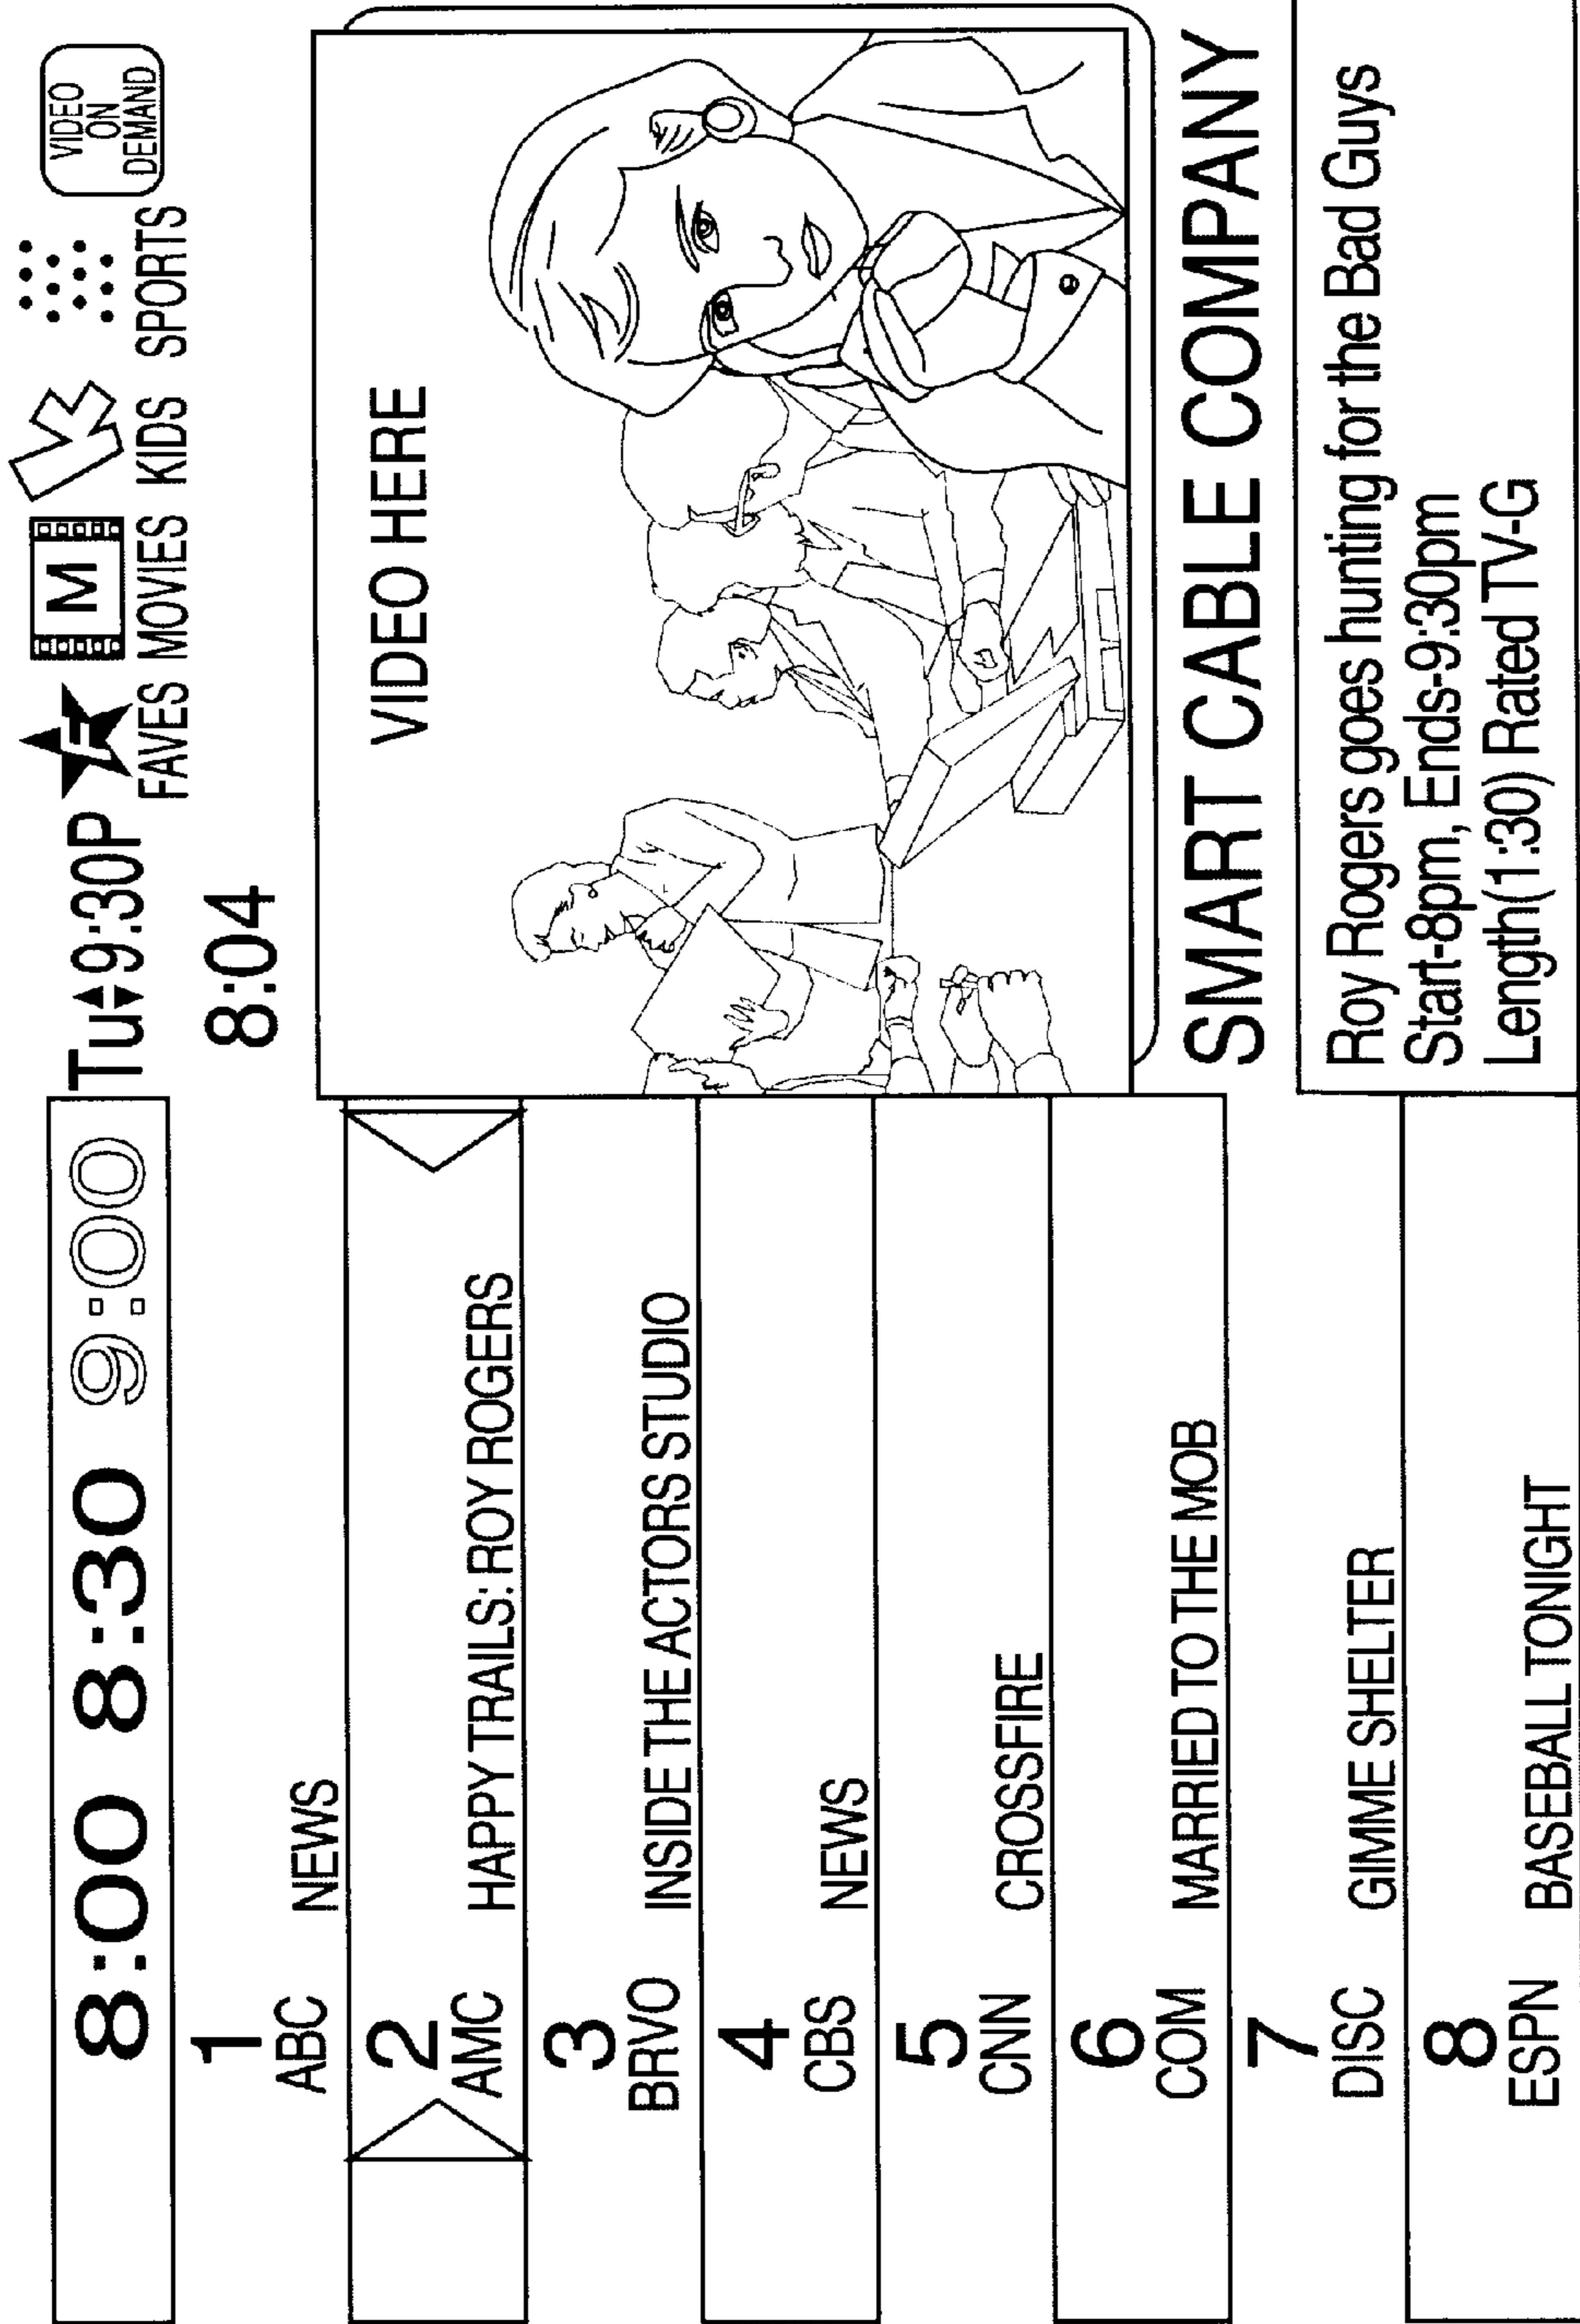 8:00 8:30 9:00 Tu 9:30P
F M
FAVES MOVIES KIDS SPORTS
VIDEO
ON
DEMAND
8:04
1
ABC NEWS
2
AMC HAPPY TRAILS: ROY ROGERS
3
BRVO INSIDE THE ACTORS STUDIO
4
CBS NEWS
5
CNN CROSSFIRE
6
COM MARRIED TO THE MOB
7
DISC GIMME SHELTER
8
ESPN BASEBALL TONIGHT
VIDEO HERE
SMART CABLE COMPANY
Roy Rogers goes hunting for the Bad Guys
Start-8pm, Ends-9:30pm
Length(1:30) Rated TV-G